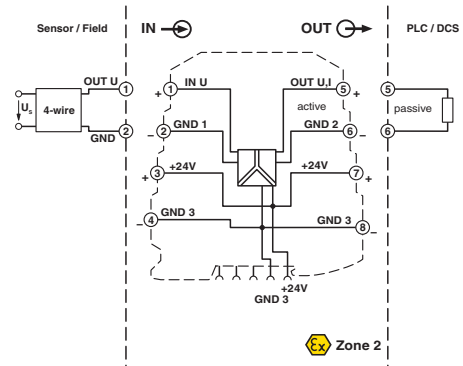 Sensor / Field
IN
OUT
PLC / DCS
OUT U
1
1
IN U
OUT U,I
5
5
+
+
active
passive
Us
4-wire
GND
2
2
GND 1
GND 2
6
6
–
–
+24V
+24V
3
7
+
+
GND 3
4
GND 3
8
–
–
+24V
GND 3
Ex
Zone 2